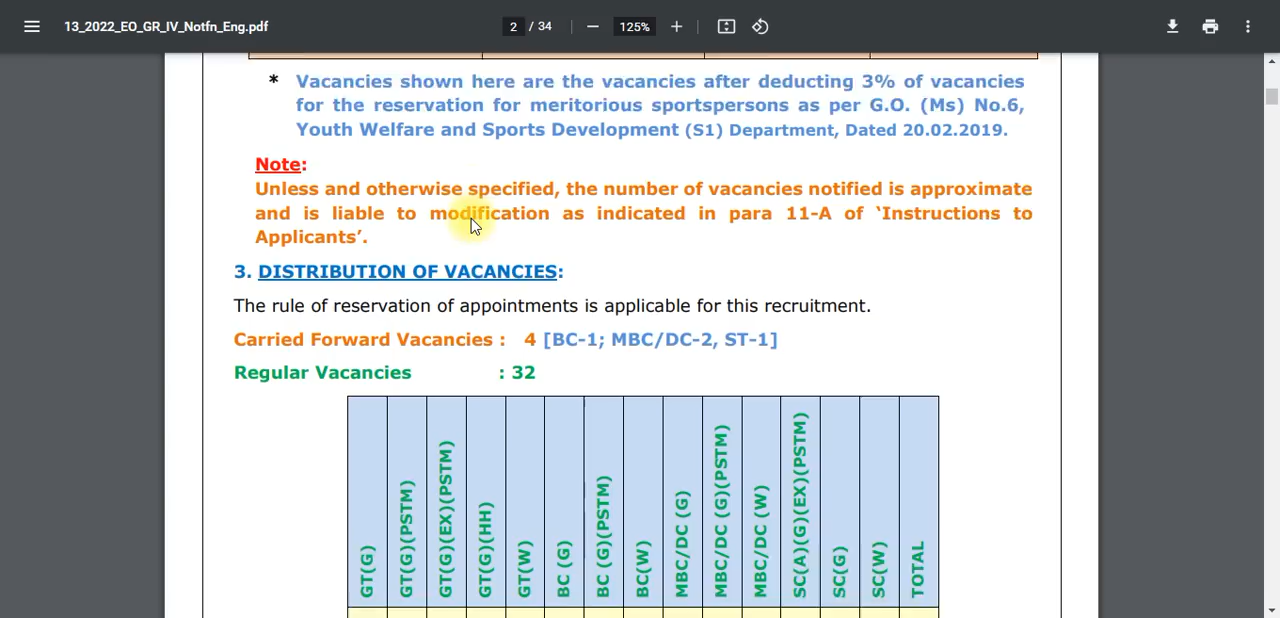 13_2022_EO_GR_IV_Notfn_Eng.pdf
2 / 34
125%
* Vacancies shown here are the vacancies after deducting 3% of vacancies
for the reservation for meritorious sportspersons as per G.O. (Ms) No.6,
Youth Welfare and Sports Development (S1) Department, Dated 20.02.2019.
Note:
Unless and otherwise specified, the number of vacancies notified is approximate
and is liable to modification as indicated in para 11-A of ‘Instructions to
Applicants’.
3. DISTRIBUTION OF VACANCIES:
The rule of reservation of appointments is applicable for this recruitment.
Carried Forward Vacancies : 4 [BC-1; MBC/DC-2, ST-1]
Regular Vacancies : 32
GT(G)
GT(G)(PSTM)
GT(G)(EX)(PSTM)
GT(G)(HH)
GT(W)
BC (G)
BC (G)(PSTM)
BC(W)
MBC/DC (G)
MBC/DC (G)(PSTM)
MBC/DC (W)
SC(A)(G)(EX)(PSTM)
SC(G)
SC(W)
TOTAL